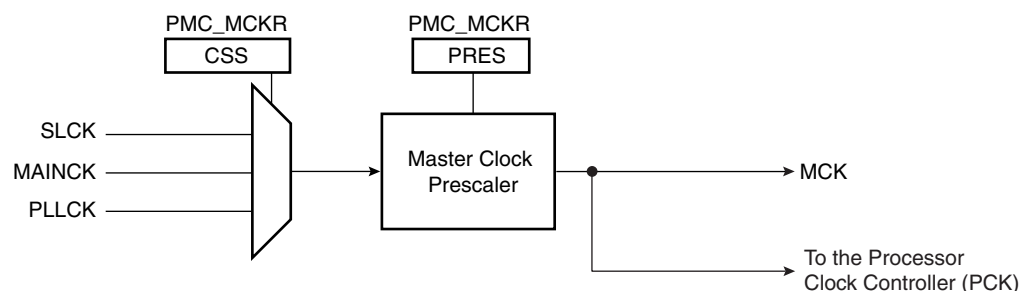 PMC_MCKR
PMC_MCKR
CSS
PRES
SLCK
MAINCK
PLLCK
Master Clock
Prescaler
MCK
To the Processor
Clock Controller (PCK)